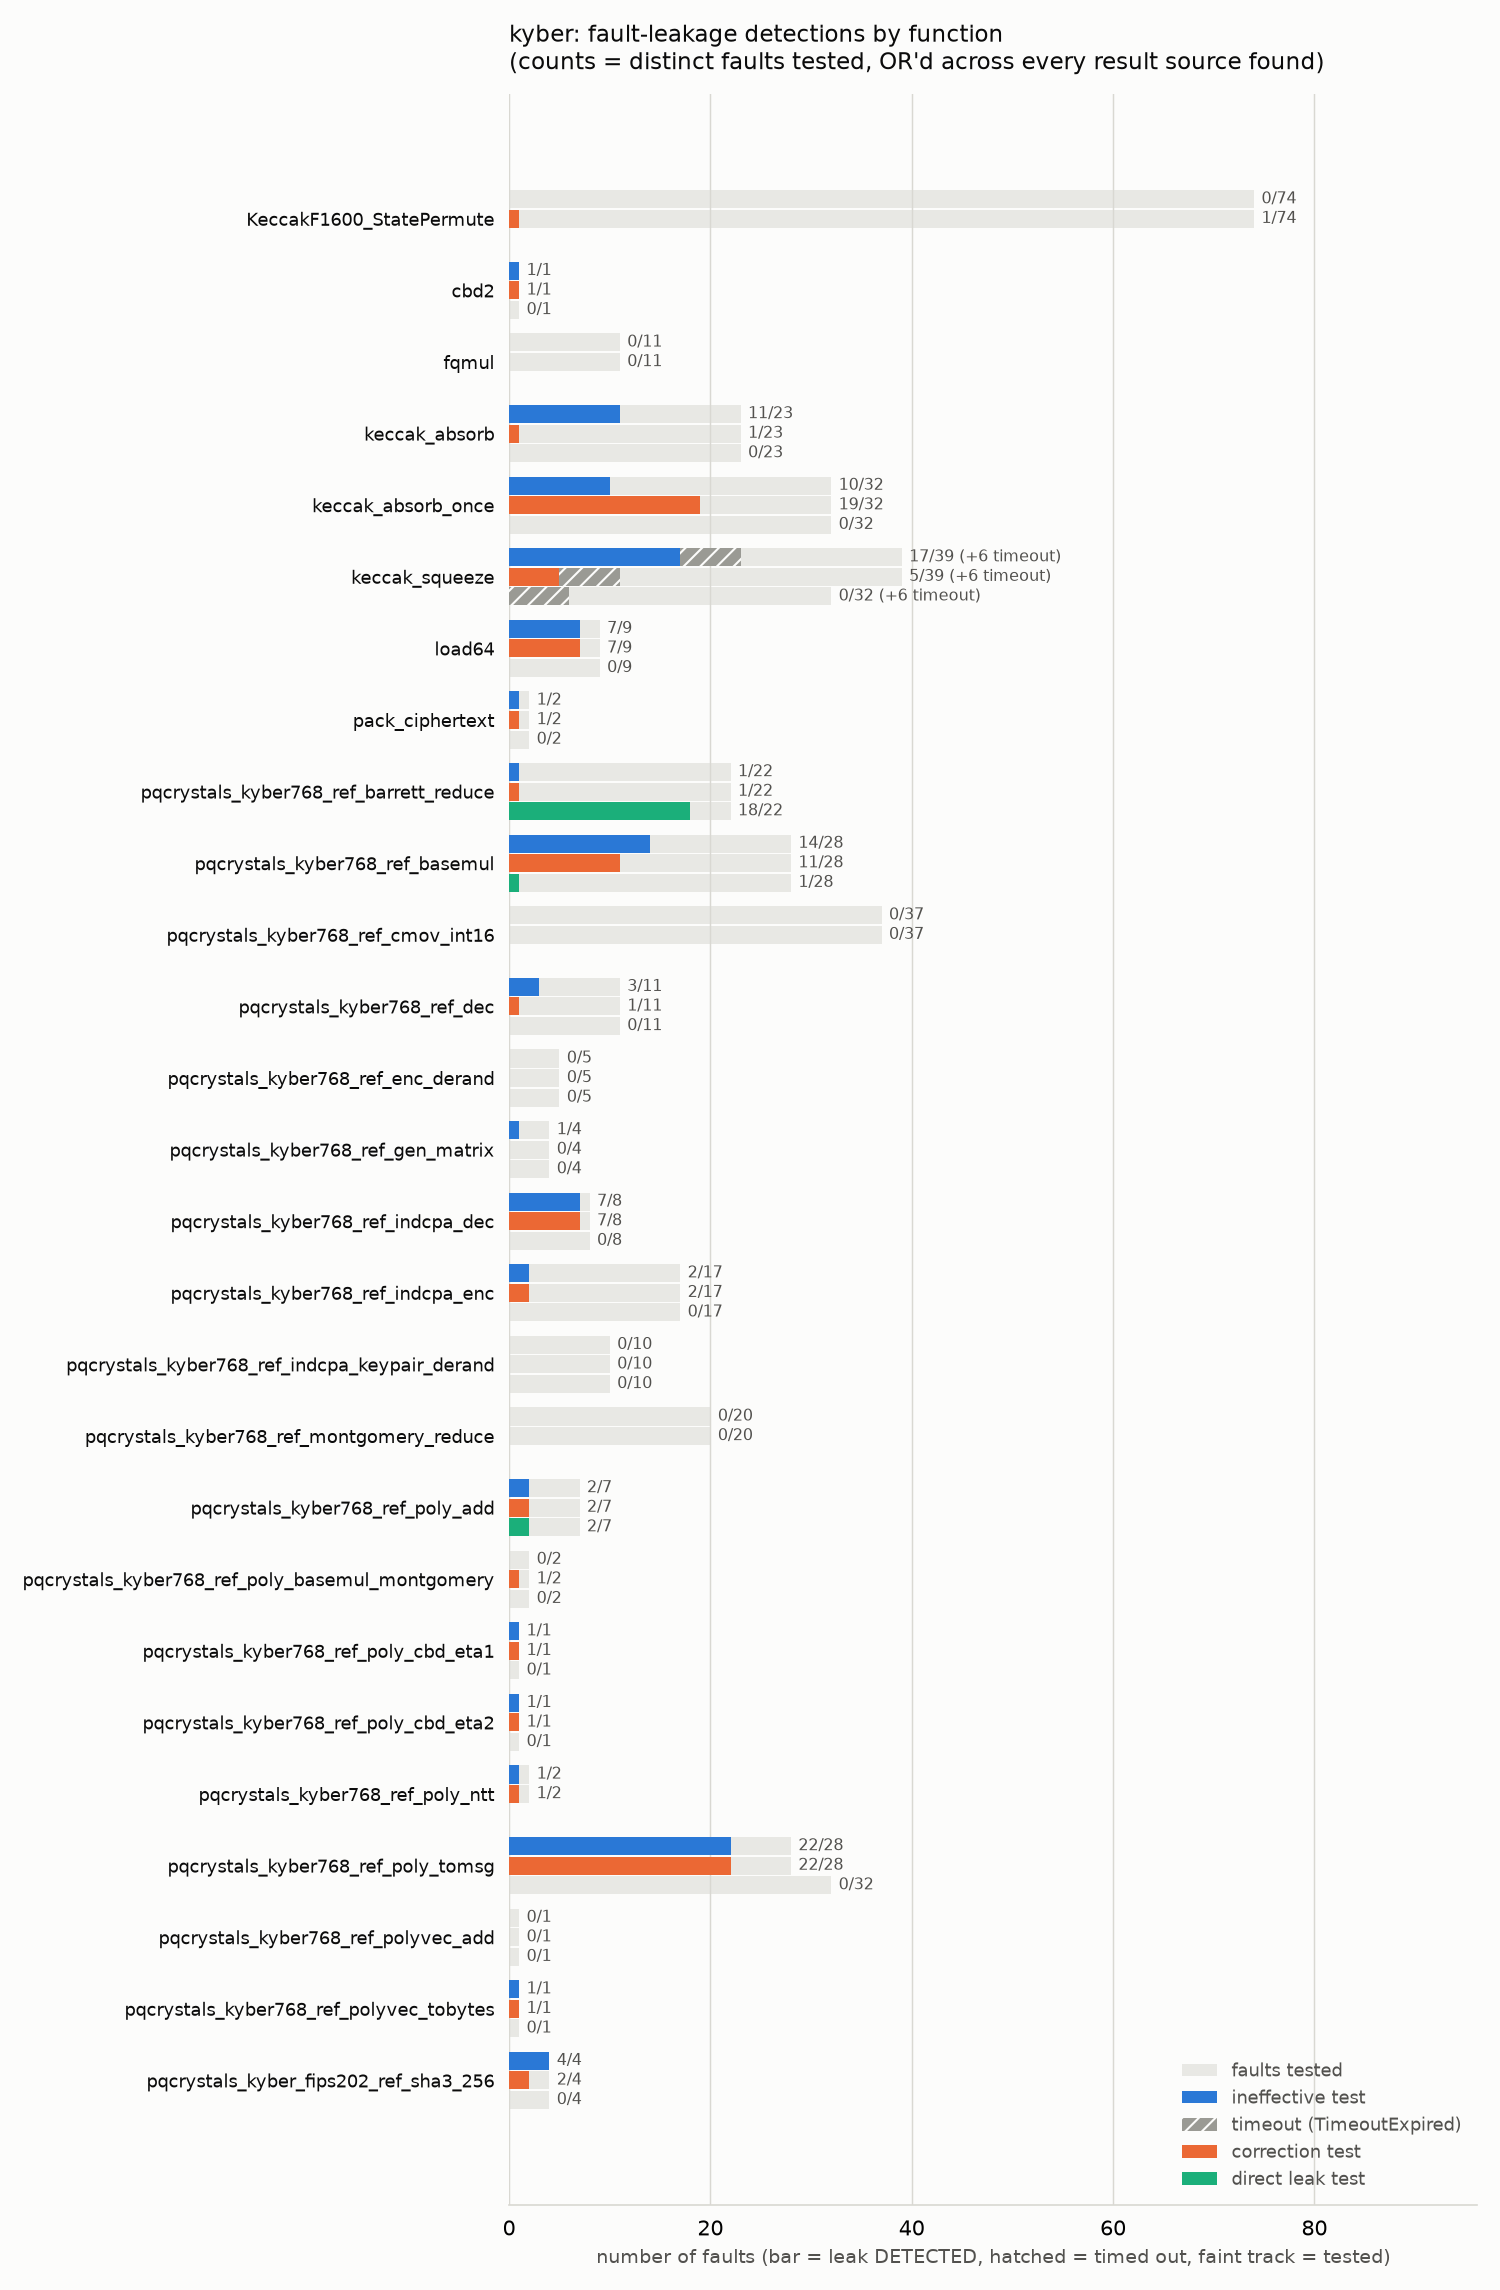 kyber: fault-leakage detections by function
(counts = distinct faults tested, OR'd across every result source found)
KeccakF1600_StatePermute
0/74
1/74
cbd2
1/1
1/1
0/1
fqmul
0/11
0/11
keccak_absorb
11/23
1/23
0/23
keccak_absorb_once
10/32
19/32
0/32
keccak_squeeze
17/39 (+6 timeout)
5/39 (+6 timeout)
0/32 (+6 timeout)
load64
7/9
7/9
0/9
pack_ciphertext
1/2
1/2
0/2
pqcrystals_kyber768_ref_barrett_reduce
1/22
1/22
18/22
pqcrystals_kyber768_ref_basemul
14/28
11/28
1/28
pqcrystals_kyber768_ref_cmov_int16
0/37
0/37
pqcrystals_kyber768_ref_dec
3/11
1/11
0/11
pqcrystals_kyber768_ref_enc_derand
0/5
0/5
0/5
pqcrystals_kyber768_ref_gen_matrix
1/4
0/4
0/4
pqcrystals_kyber768_ref_indcpa_dec
7/8
7/8
0/8
pqcrystals_kyber768_ref_indcpa_enc
2/17
2/17
0/17
pqcrystals_kyber768_ref_indcpa_keypair_derand
0/10
0/10
0/10
pqcrystals_kyber768_ref_montgomery_reduce
0/20
0/20
pqcrystals_kyber768_ref_poly_add
2/7
2/7
2/7
pqcrystals_kyber768_ref_poly_basemul_montgomery
0/2
1/2
0/2
pqcrystals_kyber768_ref_poly_cbd_eta1
1/1
1/1
0/1
pqcrystals_kyber768_ref_poly_cbd_eta2
1/1
1/1
0/1
pqcrystals_kyber768_ref_poly_ntt
1/2
1/2
pqcrystals_kyber768_ref_poly_tomsg
22/28
22/28
0/32
pqcrystals_kyber768_ref_polyvec_add
0/1
0/1
0/1
pqcrystals_kyber768_ref_polyvec_tobytes
1/1
1/1
0/1
pqcrystals_kyber_fips202_ref_sha3_256
4/4
2/4
0/4
faults tested
ineffective test
timeout (TimeoutExpired)
correction test
direct leak test
0 20 40 60 80
number of faults (bar = leak DETECTED, hatched = timed out, faint track = tested)